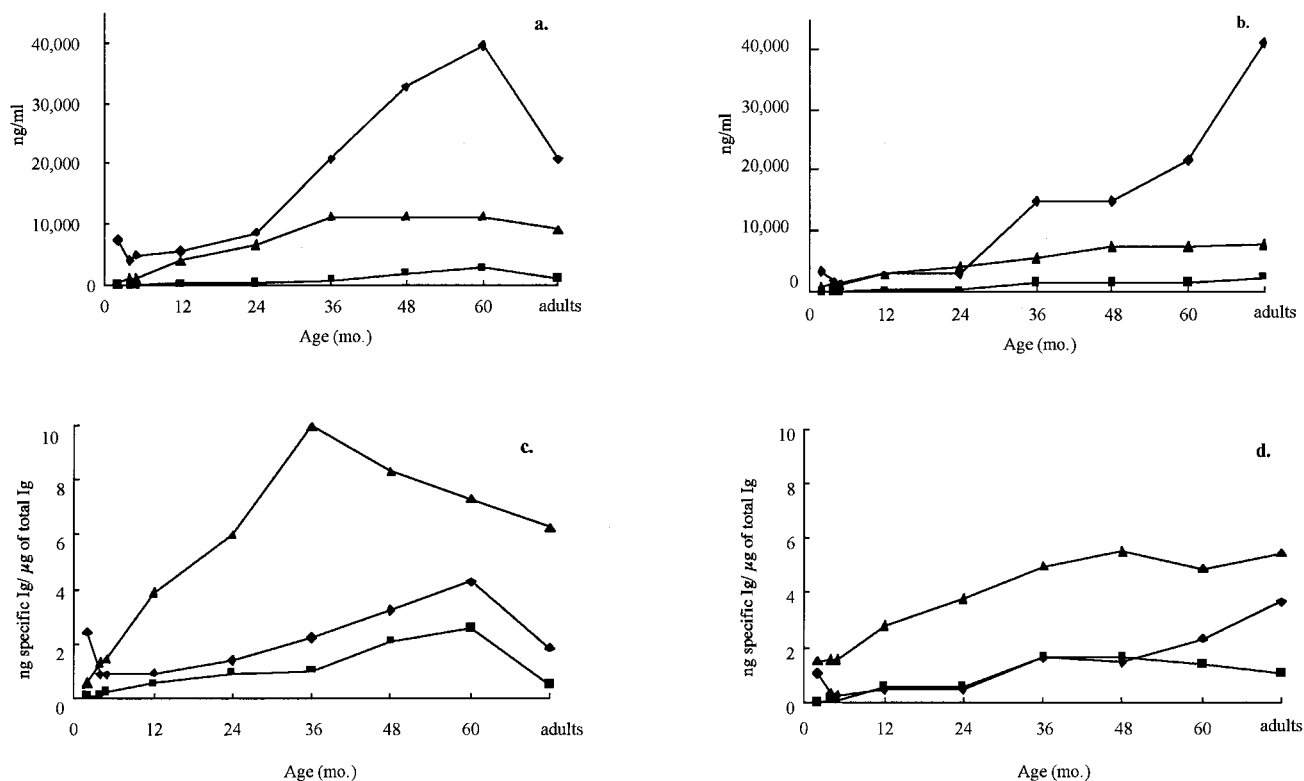 a.
40,000
30,000
20,000
10,000
0
ng/ml
0 12 24 36 48 60 adults
Age (mo.)
b.
40,000
30,000
20,000
10,000
0
ng/ml
0 12 24 36 48 60 adults
Age (mo.)
c.
10
8
6
4
2
0
ng specific Ig/ µg of total Ig
0 12 24 36 48 60 adults
Age (mo.)
d.
10
8
6
4
2
0
ng specific Ig/ µg of total Ig
0 12 24 36 48 60 adults
Age (mo.)